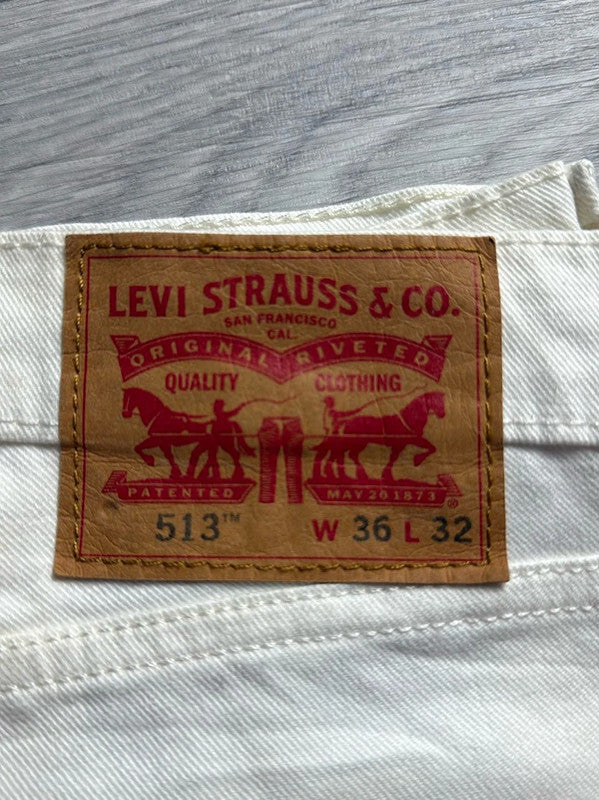 LEVI STRAUSS & CO.
SAN FRANCISCO
CAL.
ORIGINAL RIVETED
QUALITY CLOTHING
PATENTED MAY 20 1873 ®
513™ W 36 L 32